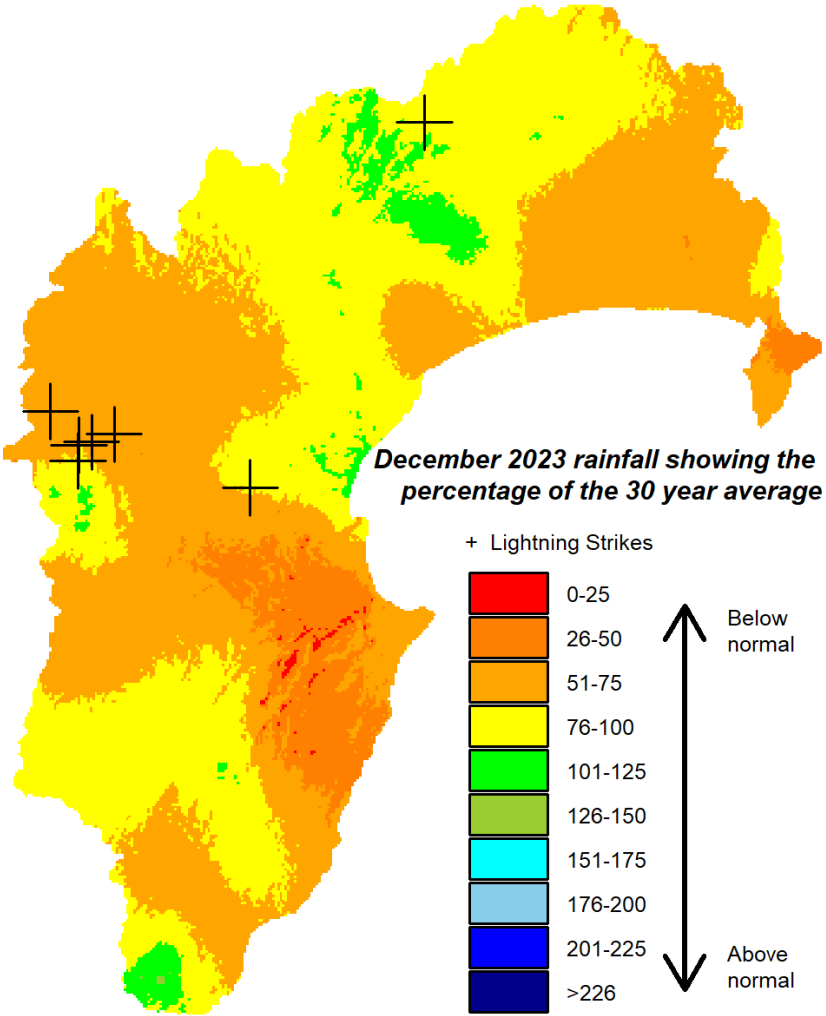 December 2023 rainfall showing the
percentage of the 30 year average
+ Lightning Strikes
0-25
26-50
51-75
76-100
101-125
126-150
151-175
176-200
201-225
>226
Below
normal
Above
normal